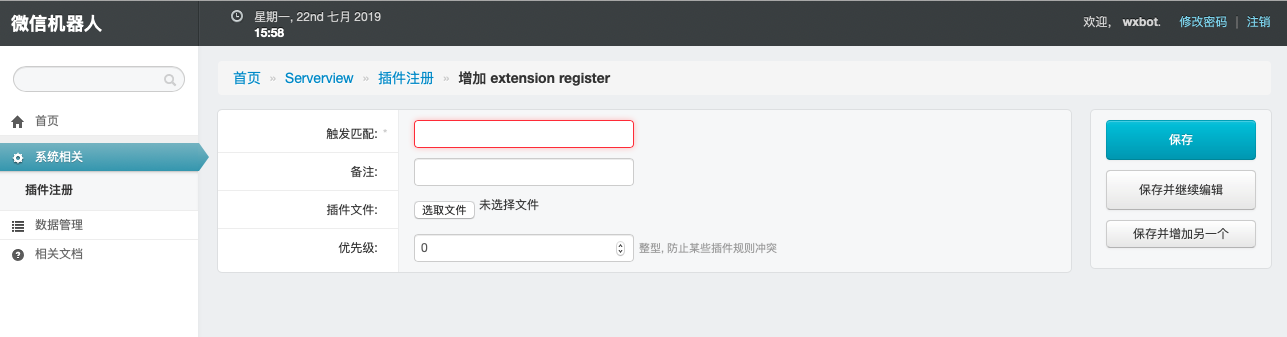 微信机器人
星期一, 22nd 七月 2019
15:58
欢迎， wxbot. 修改密码 | 注销
首页 » Serverview » 插件注册 » 增加 extension register
首页
系统相关
插件注册
数据管理
相关文档
触发匹配: *
备注:
插件文件: 选取文件 未选择文件
优先级: 0 整型, 防止某些插件规则冲突
保存
保存并继续编辑
保存并增加另一个